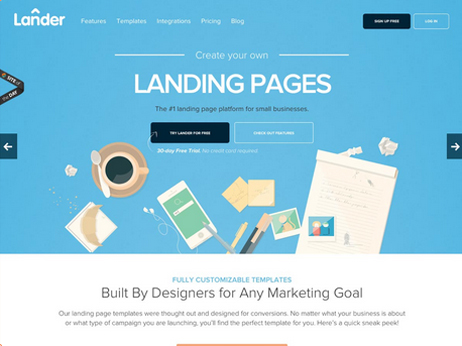 Lander
Features Templates Integrations Pricing Blog
SIGN UP FREE
LOG IN
SITE of
the DAY
Create your own
LANDING PAGES
The #1 landing page platform for small businesses.
TRY LANDER FOR FREE
CHECK OUT FEATURES
30-day Free Trial. No credit card required.
FULLY CUSTOMIZABLE TEMPLATES
Built By Designers for Any Marketing Goal
Our landing page templates were thought out and designed for conversions. No matter what your business is about
or what type of campaign you are launching, you'll find the perfect template for you. Here's a quick sneak peek!